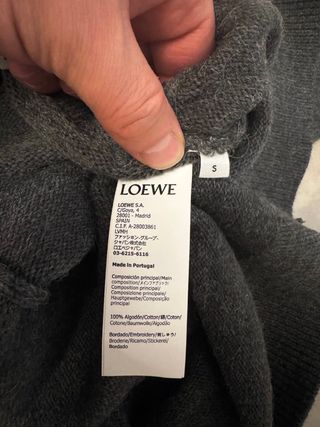 S
LOEWE
LOEWE S.A.
C/Goya, 4
28001 - Madrid
SPAIN
C.I.F. A-28003861
LVMH
ファッション・グループ・
ジャパン株式会社
ロエベジャパン
03-6215-6116
Made in Portugal
Composición principal/Main
composition/メインファブリック/
Composition principale/
Hauptgewebe/Composição
principal
100% Algodón/Cotton/綿/Coton/
Cotone/Baumwolle/Algodão
Bordado/Embroidery/刺しゅう/
Broderie/Ricamo/Stickerei/
Bordado